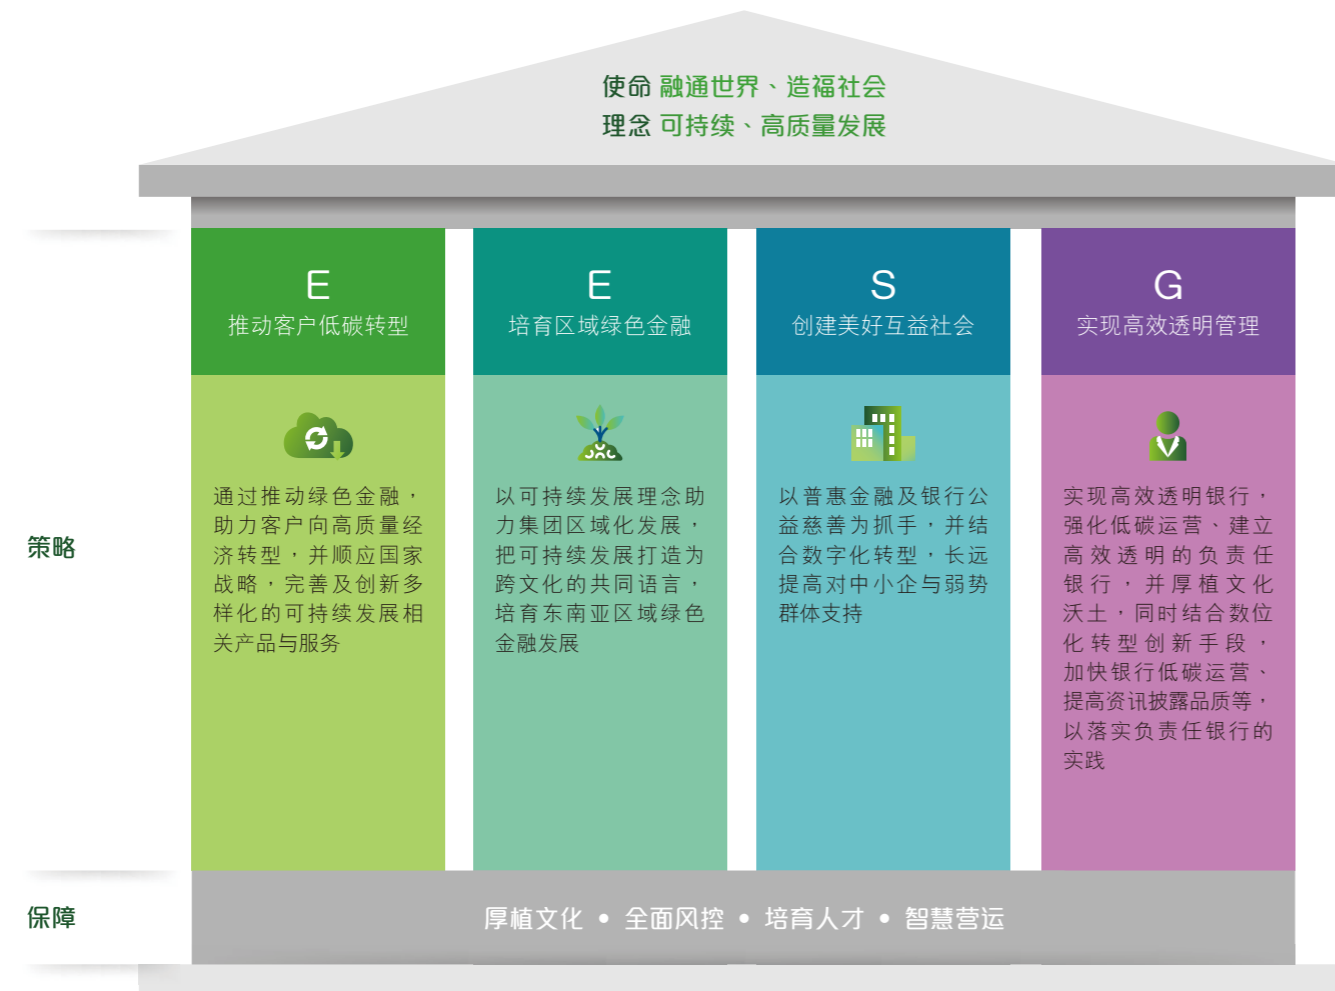 使命 融通世界、造福社会
理念 可持续、高质量发展
策略
E
推动客户低碳转型
通过推动绿色金融，
助力客户向高质量经
济转型，并顺应国家
战略，完善及创新多
样化的可持续发展相
关产品与服务
E
培育区域绿色金融
以可持续发展理念助
力集团区域化发展，
把可持续发展打造为
跨文化的共同语言，
培育东南亚区域绿色
金融发展
S
创建美好互益社会
以普惠金融及银行公
益慈善为抓手，并结
合数字化转型，长远
提高对中小企与弱势
群体支持
G
实现高效透明管理
实现高效透明银行，
强化低碳运营、建立
高效透明的负责任
银行，并厚植文化
沃土，同时结合数位
化转型创新手段，
加快银行低碳运营、
提高资讯披露品质等，
以落实负责任银行的
实践
保障
厚植文化 • 全面风控 • 培育人才 • 智慧营运